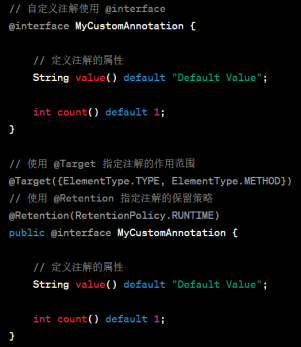 // 自定义注解使用 @interface
@interface MyCustomAnnotation {
// 定义注解的属性
String value() default "Default Value";
int count() default 1;
}
// 使用 @Target 指定注解的作用范围
@Target({ElementType.TYPE, ElementType.METHOD})
// 使用 @Retention 指定注解的保留策略
@Retention(RetentionPolicy.RUNTIME)
public @interface MyCustomAnnotation {
// 定义注解的属性
String value() default "Default Value";
int count() default 1;
}